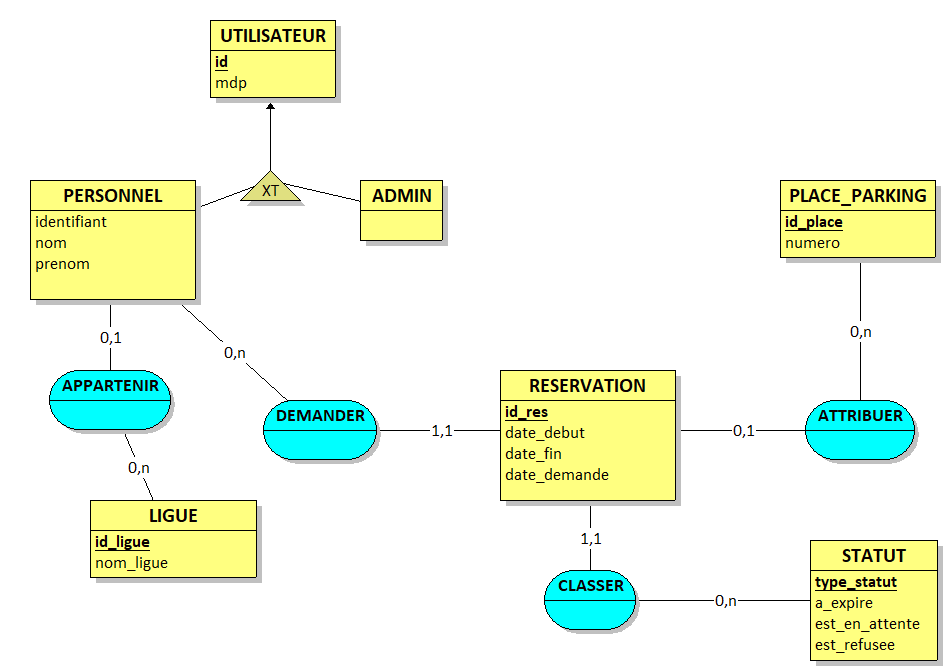 UTILISATEUR
id
mdp
XT
PERSONNEL
identifiant
nom
prenom
ADMIN
PLACE_PARKING
id_place
numero
0,1
0,n
0,n
APPARTENIR
DEMANDER
1,1
RESERVATION
id_res
date_debut
date_fin
date_demande
0,1
ATTRIBUER
0,n
LIGUE
id_ligue
nom_ligue
1,1
CLASSER
0,n
STATUT
type_statut
a_expire
est_en_attente
est_refusee